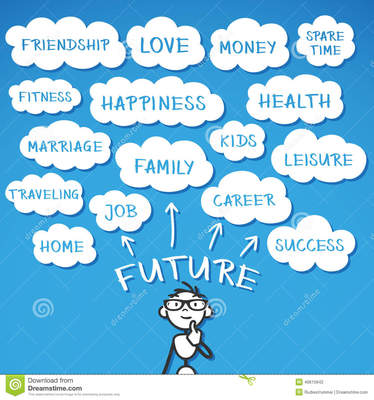 FRIENDSHIP
LOVE
MONEY
SPARE
TIME
FITNESS
HAPPINESS
HEALTH
MARRIAGE
FAMILY
KIDS
LEISURE
TRAVELING
JOB
CAREER
HOME
SUCCESS
FUTURE
dreamstime
Download from
Dreamstime.com